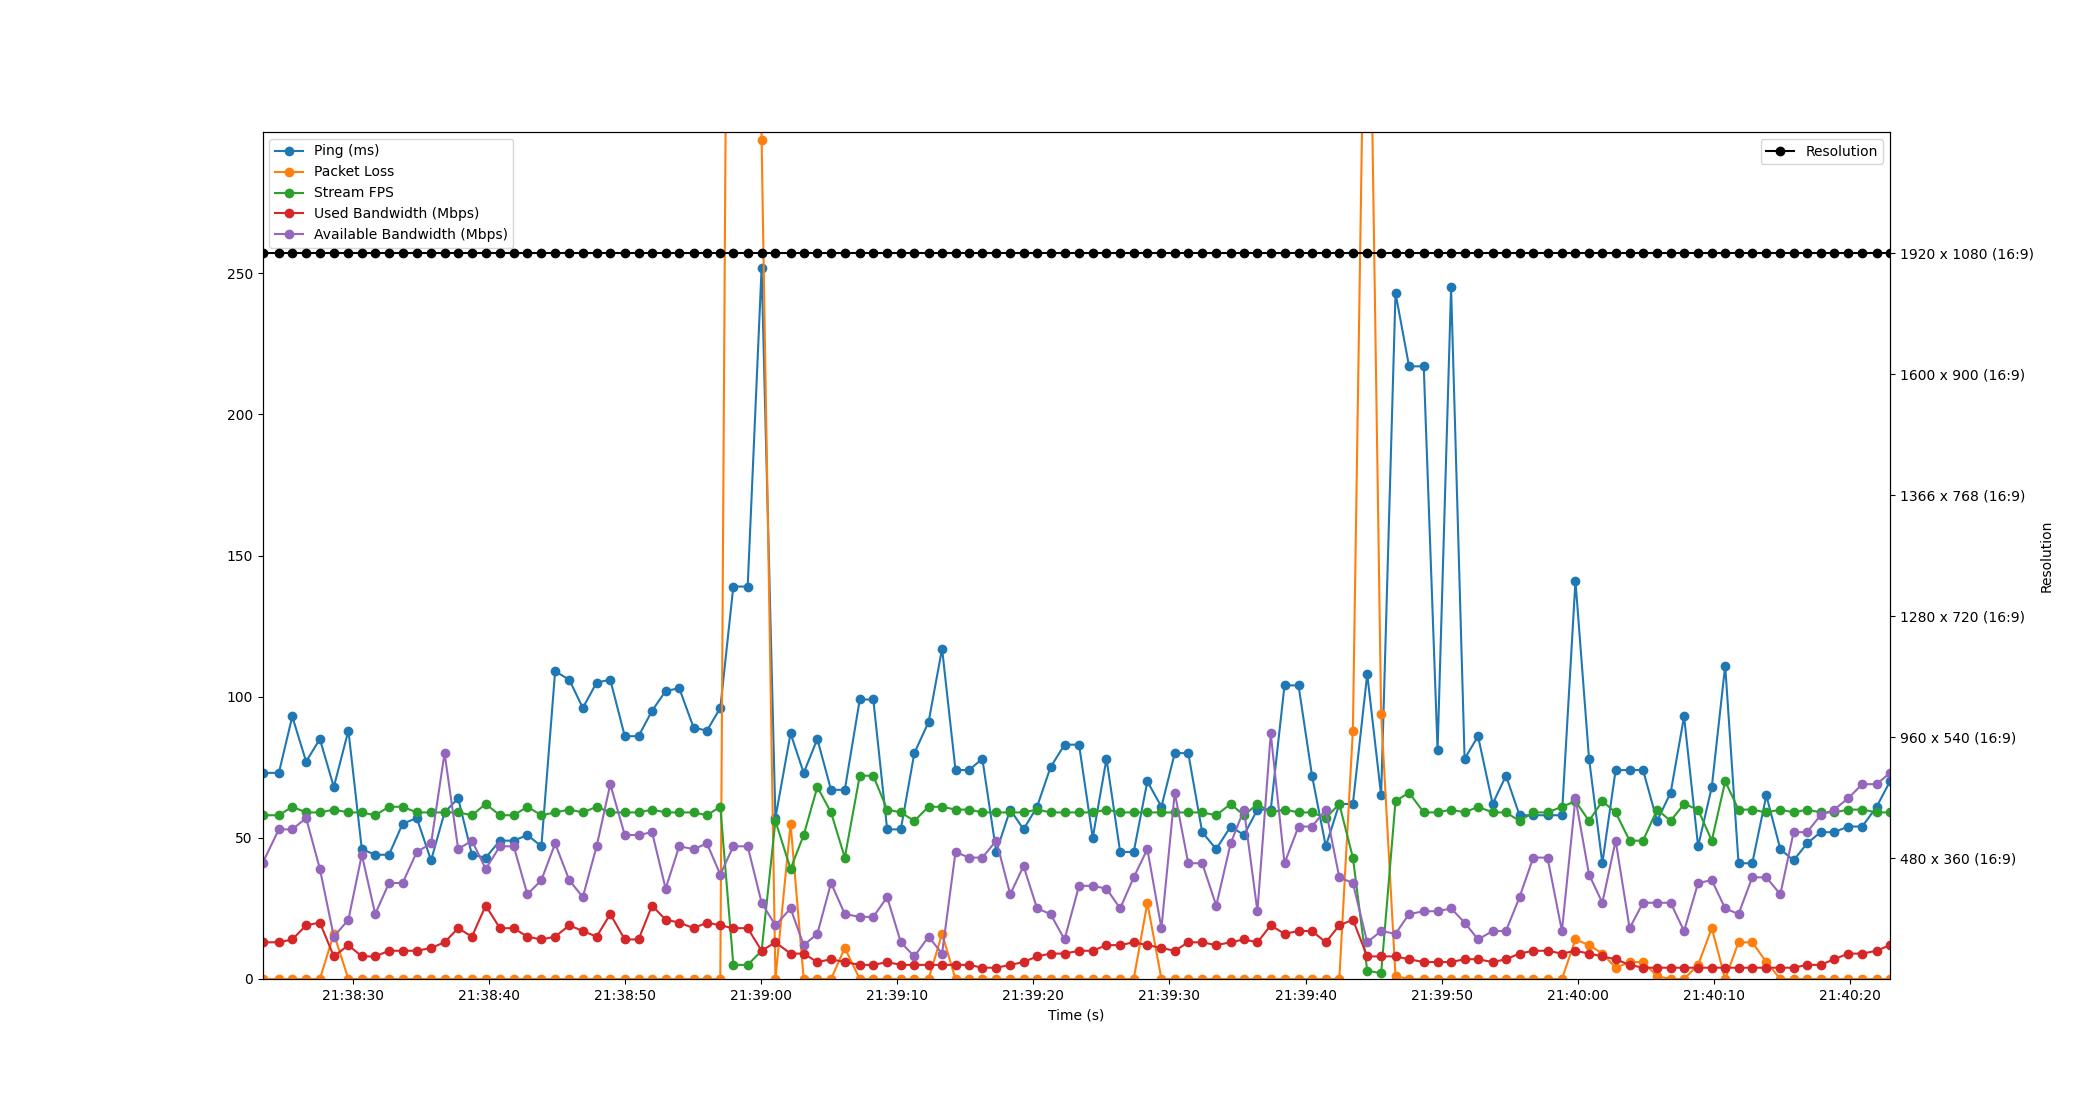 Ping (ms)
Packet Loss
Stream FPS
Used Bandwidth (Mbps)
Available Bandwidth (Mbps)
Resolution
250
200
150
100
50
0
1920 x 1080 (16:9)
1600 x 900 (16:9)
1366 x 768 (16:9)
1280 x 720 (16:9)
960 x 540 (16:9)
480 x 360 (16:9)
Resolution
21:38:30 21:38:40 21:38:50 21:39:00 21:39:10 21:39:20 21:39:30 21:39:40 21:39:50 21:40:00 21:40:10 21:40:20
Time (s)